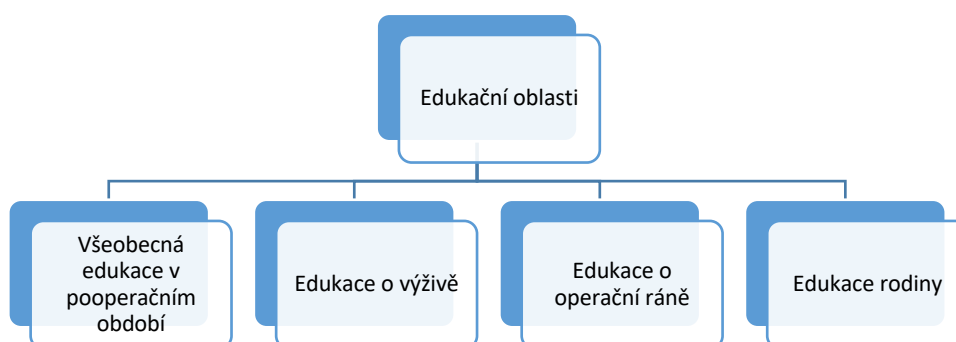 Edukační oblasti
Všeobecná
edukace v
pooperačním
období
Edukace o výživě
Edukace o
operační ráně
Edukace rodiny